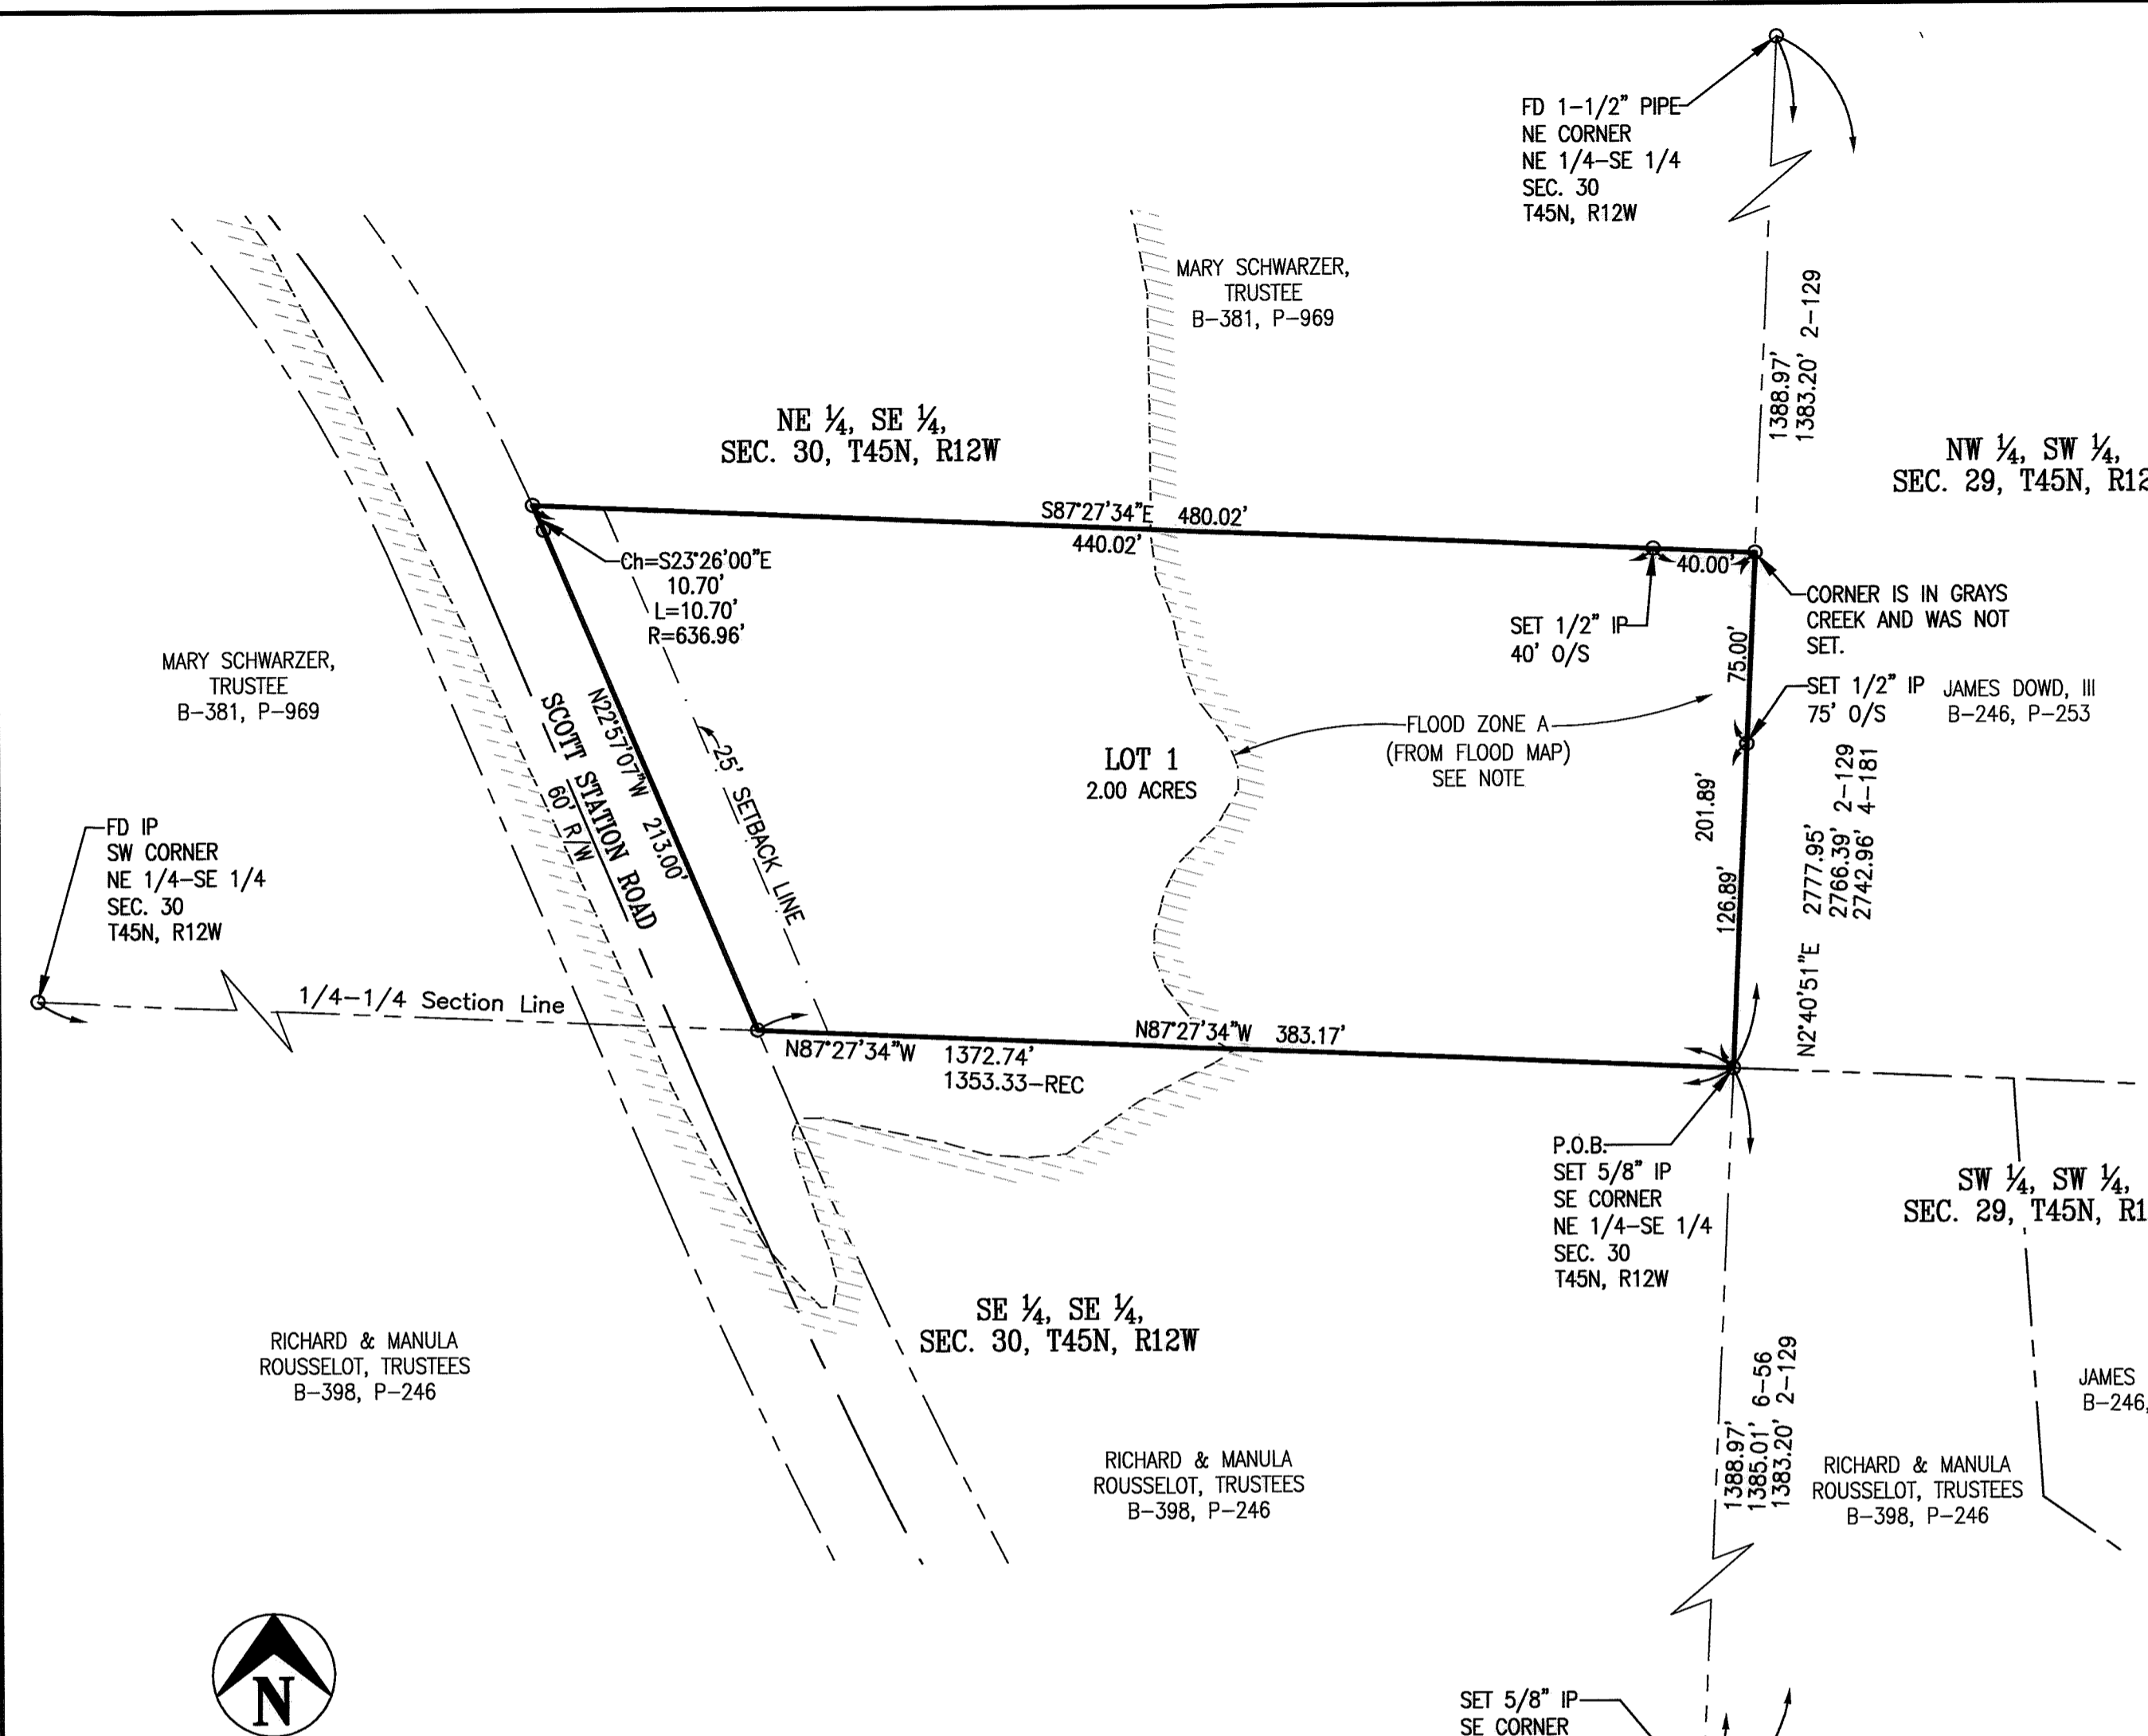 FD 1-1/2" PIPE
NE CORNER
NE 1/4-SE 1/4
SEC. 30
T45N, R12W
MARY SCHWARZER,
TRUSTEE
B-381, P-969
1388.97'
1383.20' 2-129
NE ¼, SE ¼,
SEC. 30, T45N, R12W
NW ¼, SW ¼,
SEC. 29, T45N, R12
S87°27'34"E 480.02'
440.02'
40.00'
Ch=S23°26'00"E
10.70'
L=10.70'
R=636.96'
SET 1/2" IP
40' O/S
CORNER IS IN GRAYS
CREEK AND WAS NOT
SET.
75.00'
SET 1/2" IP
75' O/S
JAMES DOWD, III
B-246, P-253
MARY SCHWARZER,
TRUSTEE
B-381, P-969
N22°57'07"W 213.00'
SCOTT STATION ROAD
60' R/W
25' SETBACK LINE
LOT 1
2.00 ACRES
FLOOD ZONE A
(FROM FLOOD MAP)
SEE NOTE
201.89'
126.89'
N2°40'51"E 2777.95'
2766.39' 2-129
2742.96' 4-181
FD IP
SW CORNER
NE 1/4-SE 1/4
SEC. 30
T45N, R12W
1/4-1/4 Section Line
N87°27'34"W 383.17'
N87°27'34"W 1372.74'
1353.33-REC
P.O.B.
SET 5/8" IP
SE CORNER
NE 1/4-SE 1/4
SEC. 30
T45N, R12W
SW ¼, SW ¼,
SEC. 29, T45N, R1
SE ¼, SE ¼,
SEC. 30, T45N, R12W
RICHARD & MANULA
ROUSSELOT, TRUSTEES
B-398, P-246
RICHARD & MANULA
ROUSSELOT, TRUSTEES
B-398, P-246
1388.97'
1385.01' 6-56
1383.20' 2-129
RICHARD & MANULA
ROUSSELOT, TRUSTEES
B-398, P-246
JAMES
B-246,
N
SET 5/8" IP
SE CORNER